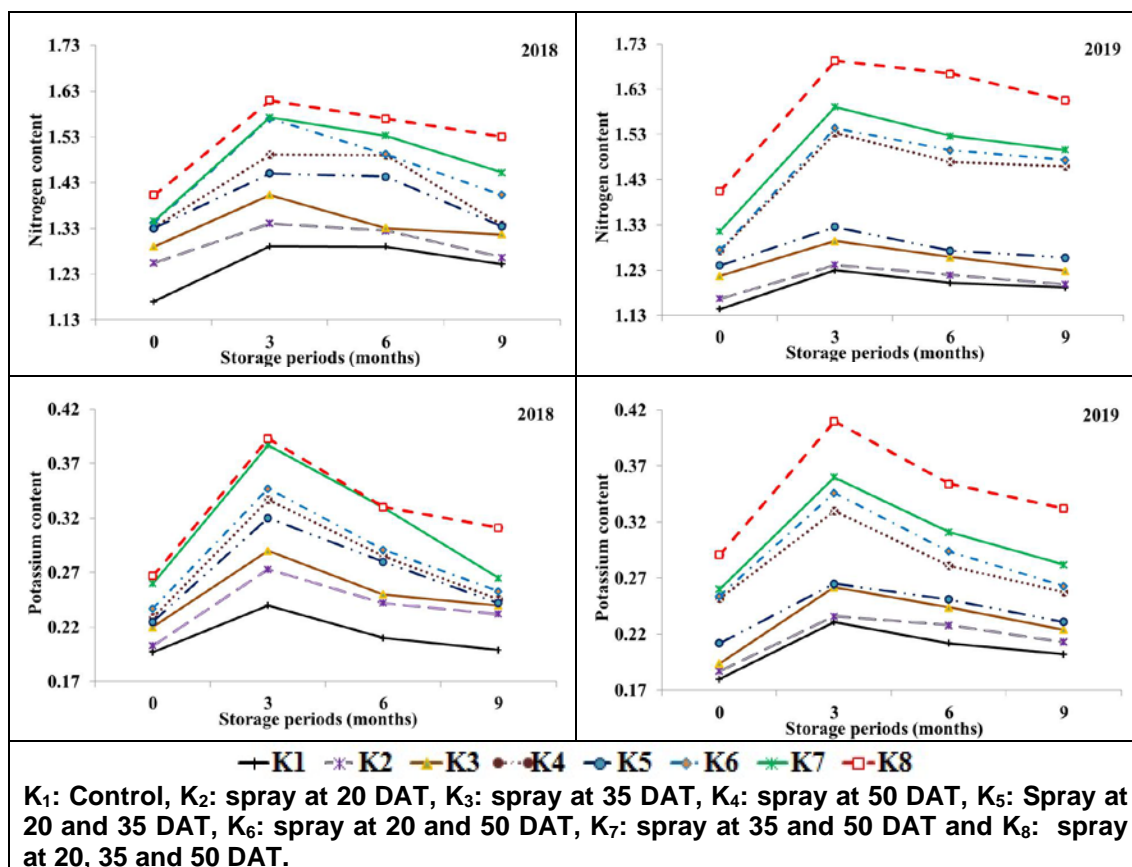 2018
Nitrogen content
1.73
1.63
1.53
1.43
1.33
1.23
1.13
0 3 6 9
Storage periods (months)
2019
Nitrogen content
1.73
1.63
1.53
1.43
1.33
1.23
1.13
0 3 6 9
Storage periods (months)
2018
Potassium content
0.42
0.37
0.32
0.27
0.22
0.17
0 3 6 9
Storage periods (months)
2019
Potassium content
0.42
0.37
0.32
0.27
0.22
0.17
0 3 6 9
Storage periods (months)
K1 K2 K3 K4 K5 K6 K7 K8
K₁: Control, K₂: spray at 20 DAT, K₃: spray at 35 DAT, K₄: spray at 50 DAT, K₅: Spray at
20 and 35 DAT, K₆: spray at 20 and 50 DAT, K₇: spray at 35 and 50 DAT and K₈: spray
at 20, 35 and 50 DAT.